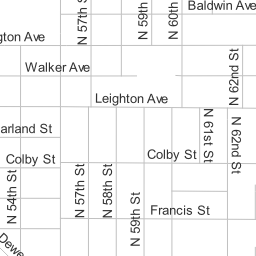 Baldwin Ave
N 57th St
N 59th
N 60th
gton Ave
Walker Ave
N 62nd St
Leighton Ave
arland St
N 61st St
N 62nd St
Colby St
Colby St
N 54th St
N 57th St
N 58th St
N 59th St
Francis St
Dewe